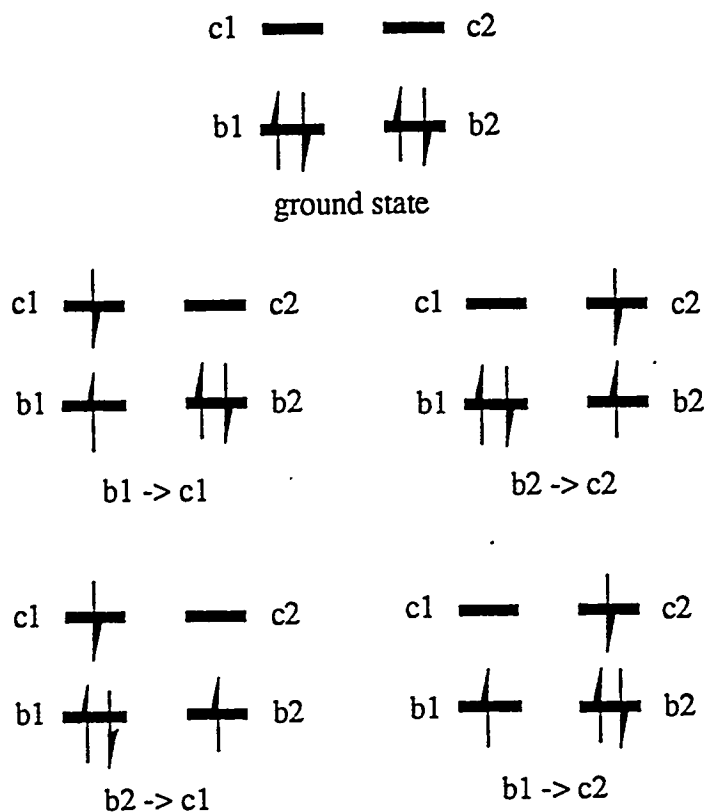 c1 c2
b1 b2
ground state
c1 c2 c1 c2
b1 b2 b1 b2
b1 -> c1 b2 -> c2
c1 c2 c1 c2
b1 b2 b1 b2
b2 -> c1 b1 -> c2